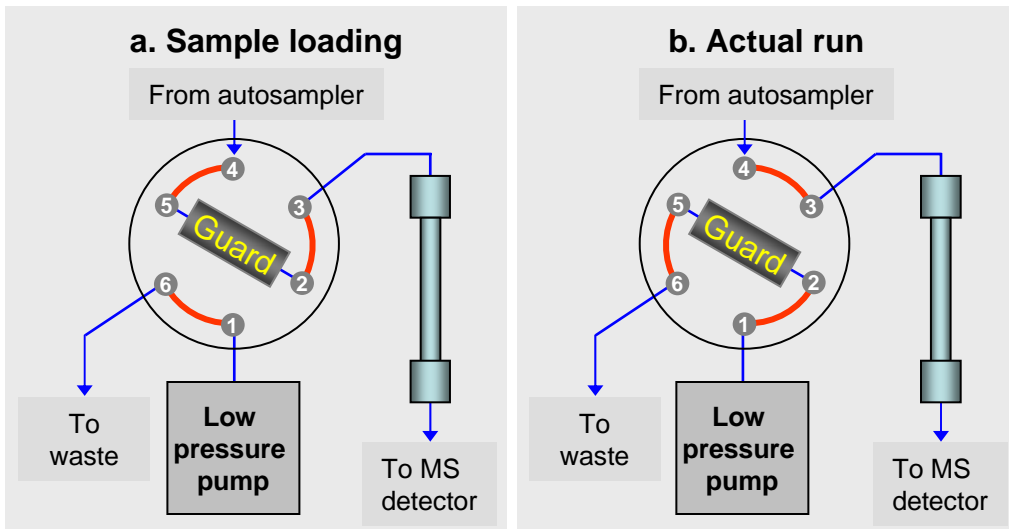 a. Sample loading
From autosampler
4
5
3
Guard
2
6
1
To
waste
Low
pressure
pump
To MS
detector
b. Actual run
From autosampler
4
5
3
Guard
2
6
1
To
waste
Low
pressure
pump
To MS
detector